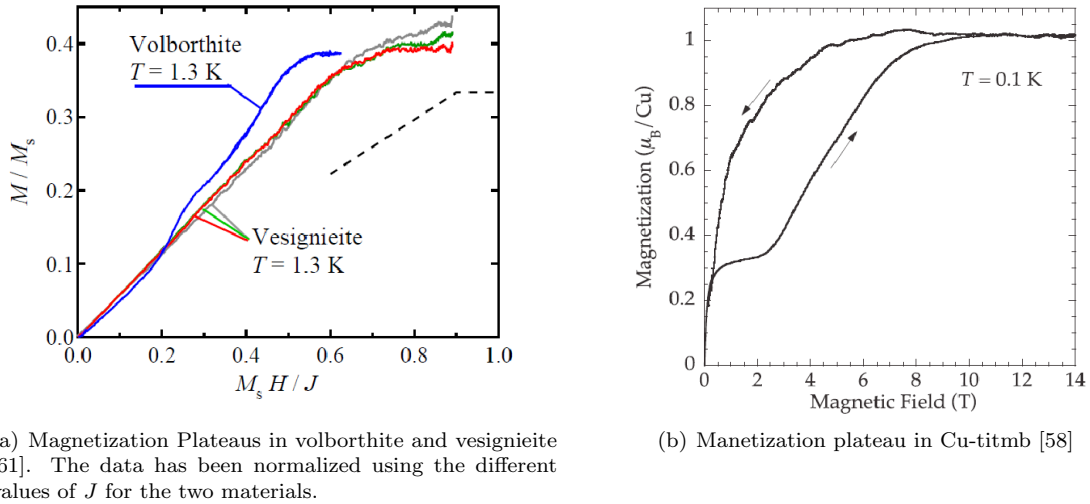 0.4
0.3
0.2
0.1
0.0
M / Ms
Volborthite
T = 1.3 K
Vesignieite
T = 1.3 K
0.0 0.2 0.4 0.6 0.8 1.0
Ms H / J
a) Magnetization Plateaus in volborthite and vesignieite
61]. The data has been normalized using the different
values of J for the two materials.
1
0.8
0.6
0.4
0.2
0
Magnetization (μB/Cu)
T = 0.1 K
0 2 4 6 8 10 12 14
Magnetic Field (T)
(b) Manetization plateau in Cu-titmb [58]